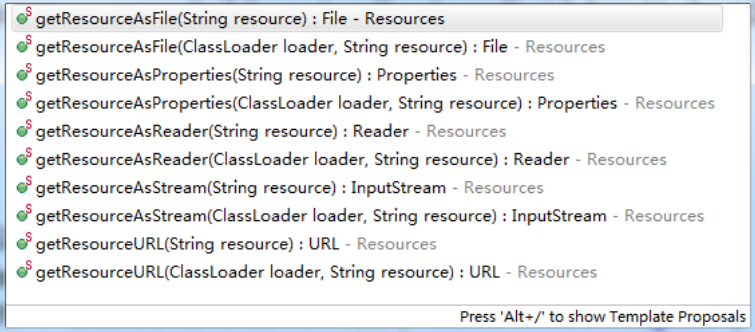 getResourceAsFile(String resource) : File - Resources
getResourceAsFile(ClassLoader loader, String resource) : File - Resources
getResourceAsProperties(String resource) : Properties - Resources
getResourceAsProperties(ClassLoader loader, String resource) : Properties - Resources
getResourceAsReader(String resource) : Reader - Resources
getResourceAsReader(ClassLoader loader, String resource) : Reader - Resources
getResourceAsStream(String resource) : InputStream - Resources
getResourceAsStream(ClassLoader loader, String resource) : InputStream - Resources
getResourceURL(String resource) : URL - Resources
getResourceURL(ClassLoader loader, String resource) : URL - Resources
Press 'Alt+/' to show Template Proposals